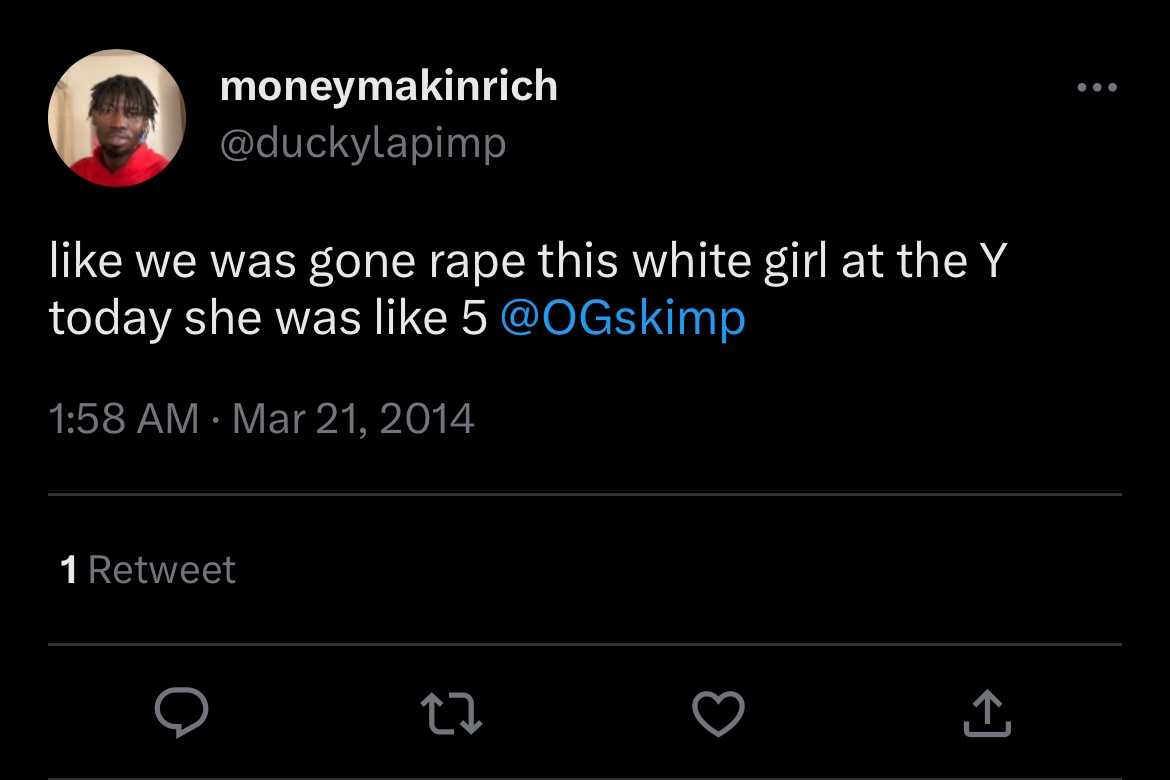 moneymakinrich
@duckylapimp
like we was gone rape this white girl at the Y
today she was like 5 @OGskimp
1:58 AM · Mar 21, 2014
1 Retweet